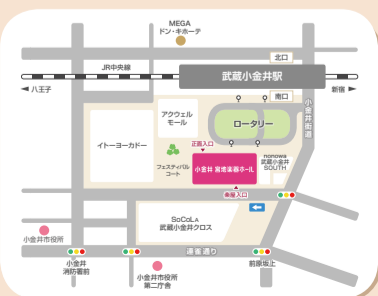 MEGA
ドン・キホーテ
北口
JR中央線
武蔵小金井駅
八王子
新宿
南口
小金井街道
アクウェル
モール
ロータリー
イトーヨーカドー
正面入口
nonowa
武蔵小金井
SOUTH
フェスティバル
コート
小金井 宮地楽器ホール
楽屋入口
SoCoLA
武蔵小金井クロス
小金井市役所
連雀通り
小金井
消防署前
前原坂上
小金井市役所
第二庁舎